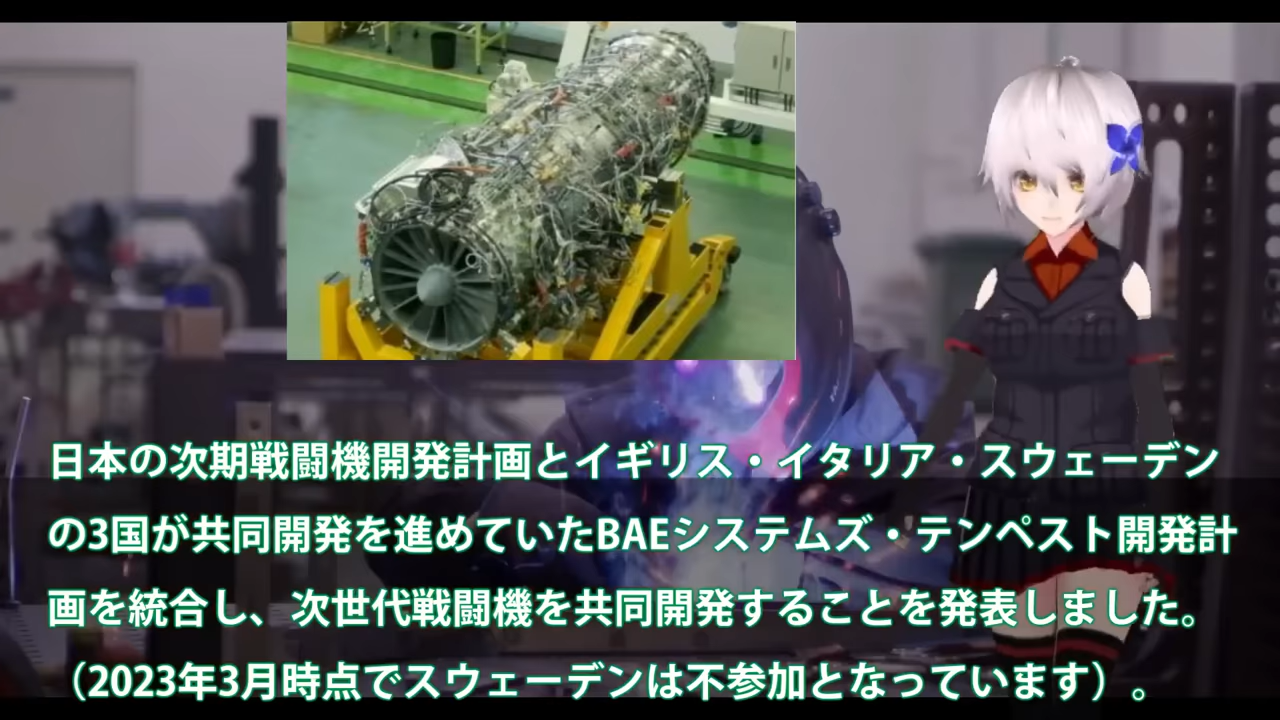 日本の次期戦闘機開発計画とイギリス・イタリア・スウェーデン
の3国が共同開発を進めていたBAEシステムズ・テンペスト開発計
画を統合し、次世代戦闘機を共同開発することを発表しました。
（2023年3月時点でスウェーデンは不参加となっています）。